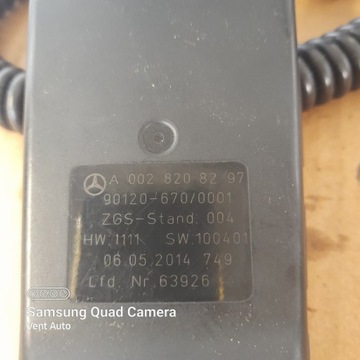 A 002 820 82 97
90120-670/0001
ZGS-Stand: 004
HW:1111 SW:100401
06.05.2014 749
Lfd. Nr.63926
Samsung Quad Camera
Vent Auto